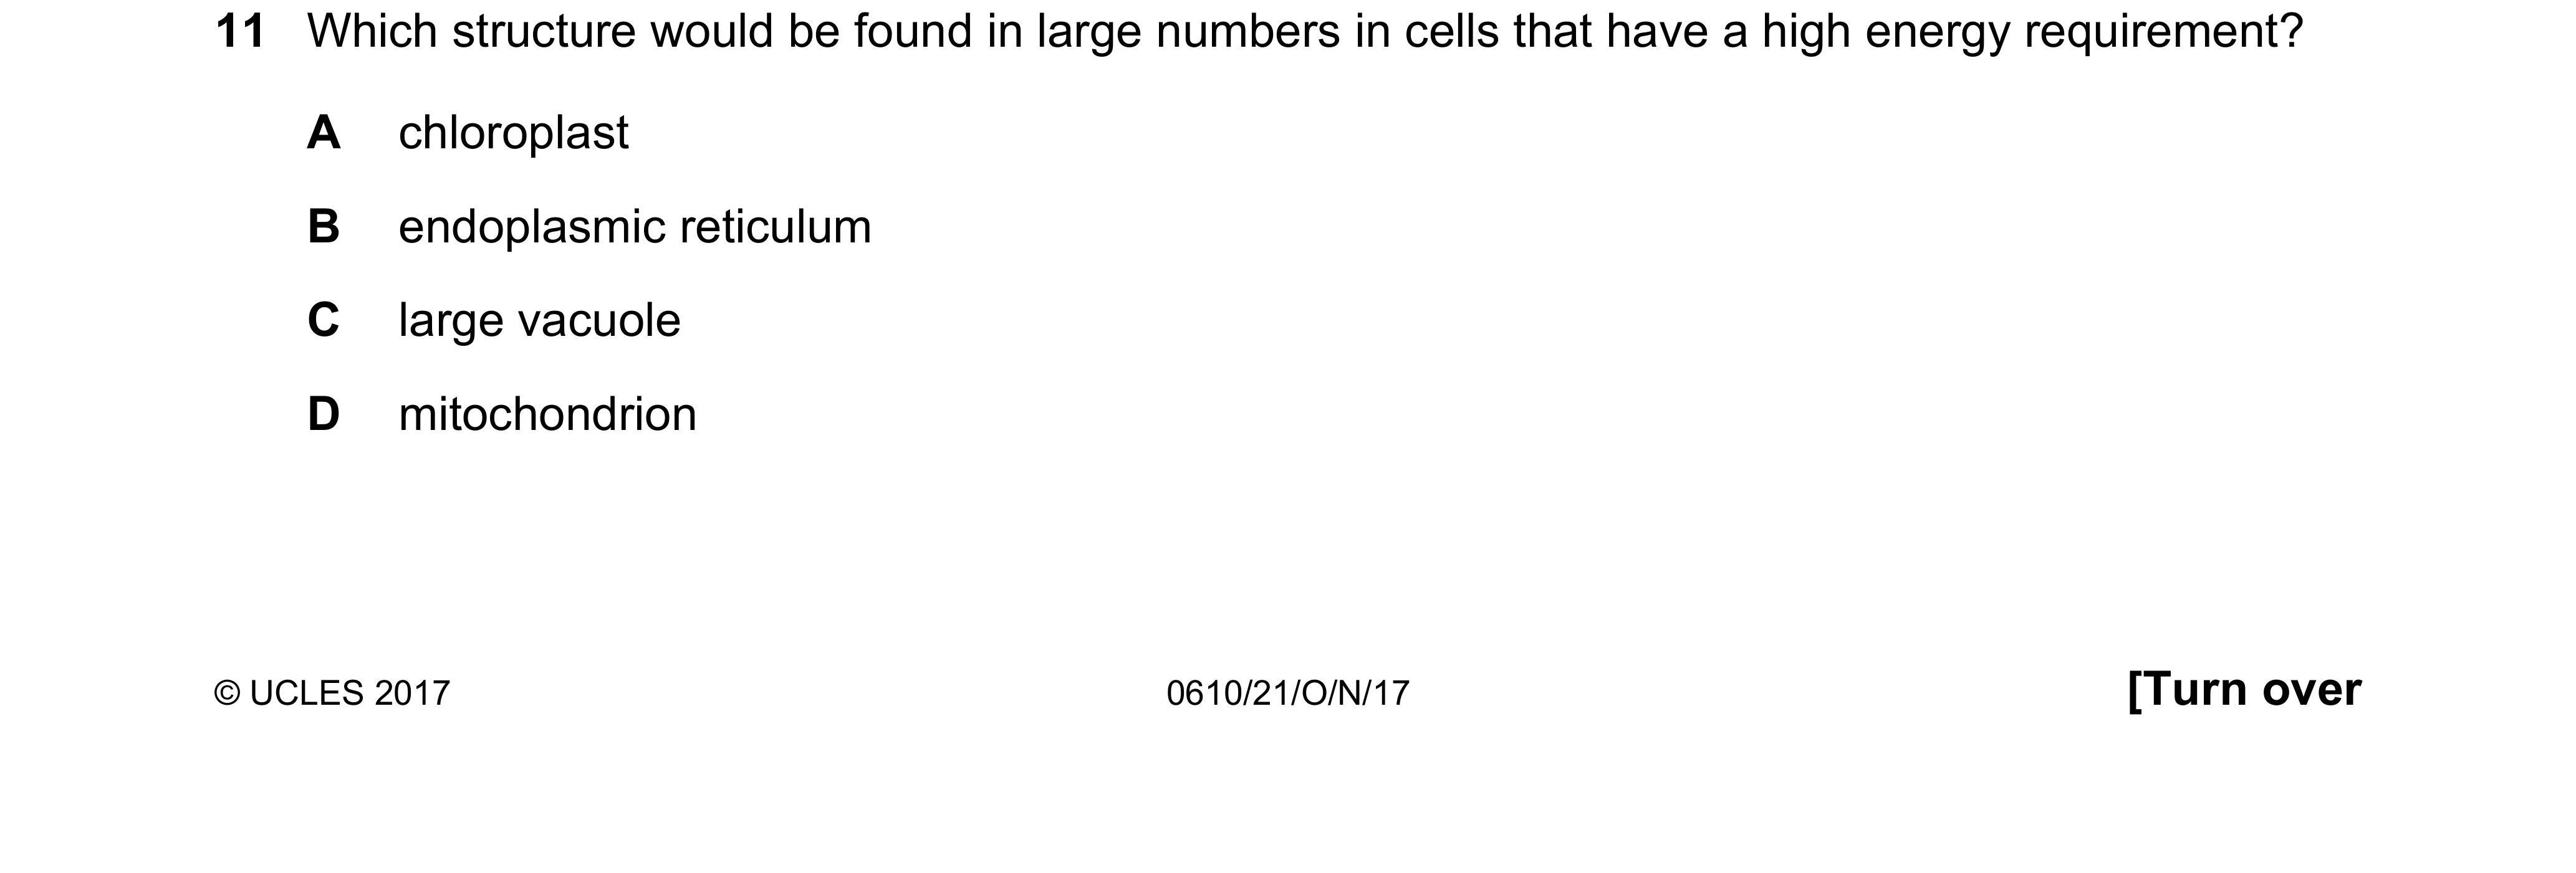 11 Which structure would be found in large numbers in cells that have a high energy requirement?
A chloroplast
B endoplasmic reticulum
C large vacuole
D mitochondrion
© UCLES 2017 0610/21/O/N/17 [Turn over